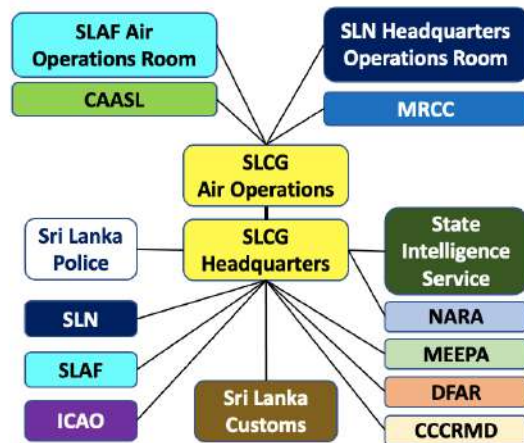 SLAF Air
Operations Room
SLN Headquarters
Operations Room
CAASL
MRCC
SLCG
Air Operations
Sri Lanka
Police
SLCG
Headquarters
State
Intelligence
Service
SLN
NARA
SLAF
MEEPA
ICAO
Sri Lanka
Customs
DFAR
CCCRMD